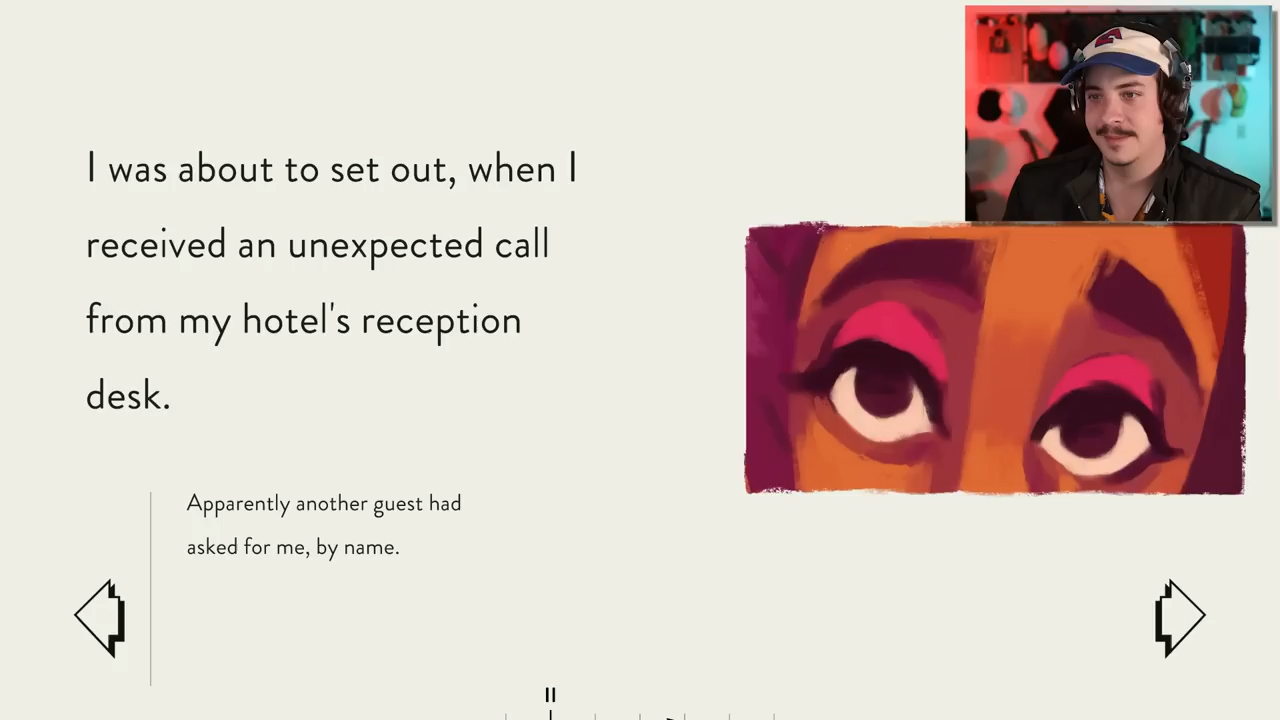 I was about to set out, when I
received an unexpected call
from my hotel's reception
desk.
Apparently another guest had
asked for me, by name.
II